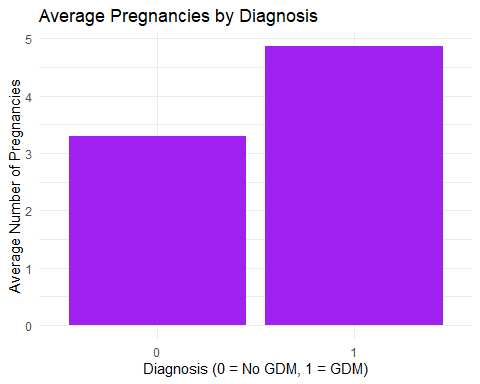 Average Pregnancies by Diagnosis
Average Number of Pregnancies
5
4
3
2
1
0
0 1
Diagnosis (0 = No GDM, 1 = GDM)